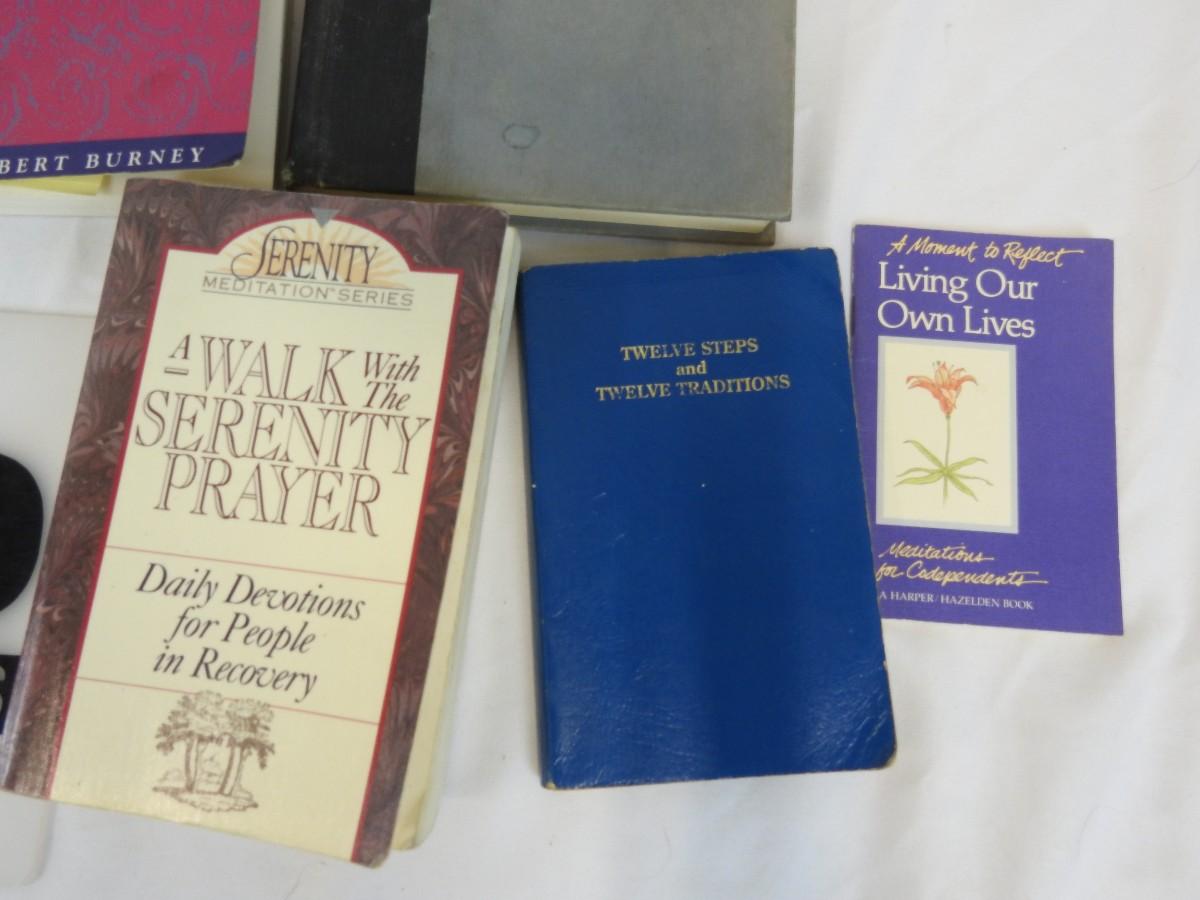 BERT BURNEY
SERENITY
MEDITATION™ SERIES
A WALK With
The
SERENITY
PRAYER
Daily Devotions
for People
in Recovery
TWELVE STEPS
and
TWELVE TRADITIONS
A Moment to Reflect
Living Our
Own Lives
Meditations
for Codependents
A HARPER/HAZELDEN BOOK